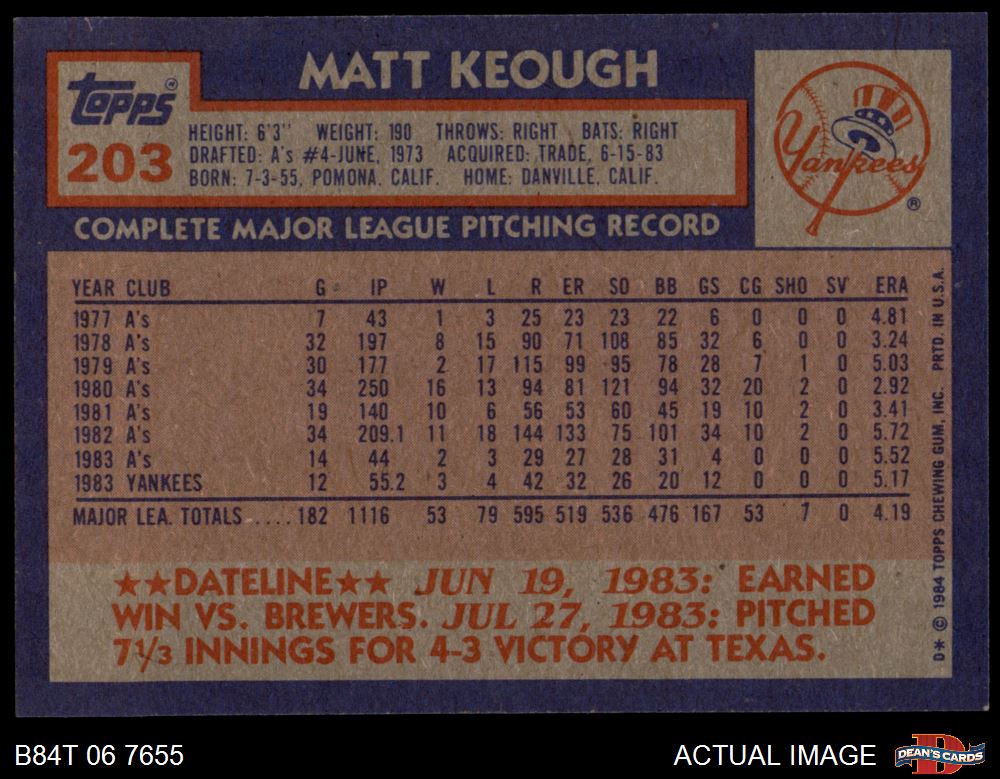 MATT KEOUGH
Topps®
203
HEIGHT: 6'3" WEIGHT: 190 THROWS: RIGHT BATS: RIGHT
DRAFTED: A's #4-JUNE, 1973 ACQUIRED: TRADE, 6-15-83
BORN: 7-3-55, POMONA, CALIF. HOME: DANVILLE, CALIF.
Yankees ®
COMPLETE MAJOR LEAGUE PITCHING RECORD
YEAR CLUB G IP W L R ER SO BB GS CG SHO SV ERA
1977 A's 7 43 1 3 25 23 23 22 6 0 0 0 4.81
1978 A's 32 197 8 15 90 71 108 85 32 6 0 0 3.24
1979 A's 30 177 2 17 115 99 95 78 28 7 1 0 5.03
1980 A's 34 250 16 13 94 81 121 94 32 20 2 0 2.92
1981 A's 19 140 10 6 56 53 60 45 19 10 2 0 3.41
1982 A's 34 209.1 11 18 144 133 75 101 34 10 2 0 5.72
1983 A's 14 44 2 3 29 27 28 31 4 0 0 0 5.52
1983 YANKEES 12 55.2 3 4 42 32 26 20 12 0 0 0 5.17
MAJOR LEA. TOTALS ....182 1116 53 79 595 519 536 476 167 53 7 0 4.19
★★DATELINE★★ JUN 19, 1983: EARNED
WIN VS. BREWERS. JUL 27, 1983: PITCHED
7⅓ INNINGS FOR 4-3 VICTORY AT TEXAS.
D* © 1984 TOPPS CHEWING GUM, INC. PRTD. IN U.S.A.
B84T 06 7655
ACTUAL IMAGE
DEAN'S CARDS